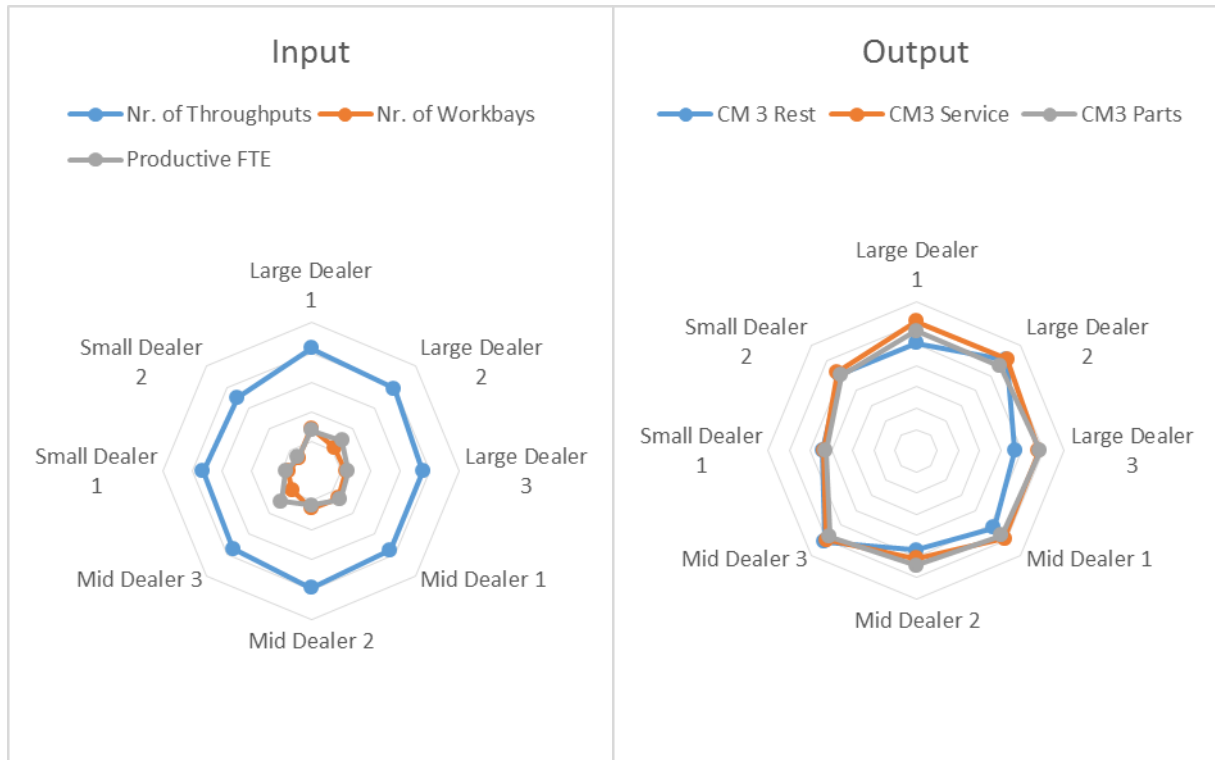 Input
Nr. of Throughputs
Nr. of Workbays
Productive FTE
Large Dealer
1
Large Dealer
2
Large Dealer
3
Mid Dealer 1
Mid Dealer 2
Mid Dealer 3
Small Dealer
1
Small Dealer
2
Output
CM 3 Rest
CM3 Service
CM3 Parts
Large Dealer
1
Large Dealer
2
Large Dealer
3
Mid Dealer 1
Mid Dealer 2
Mid Dealer 3
Small Dealer
1
Small Dealer
2